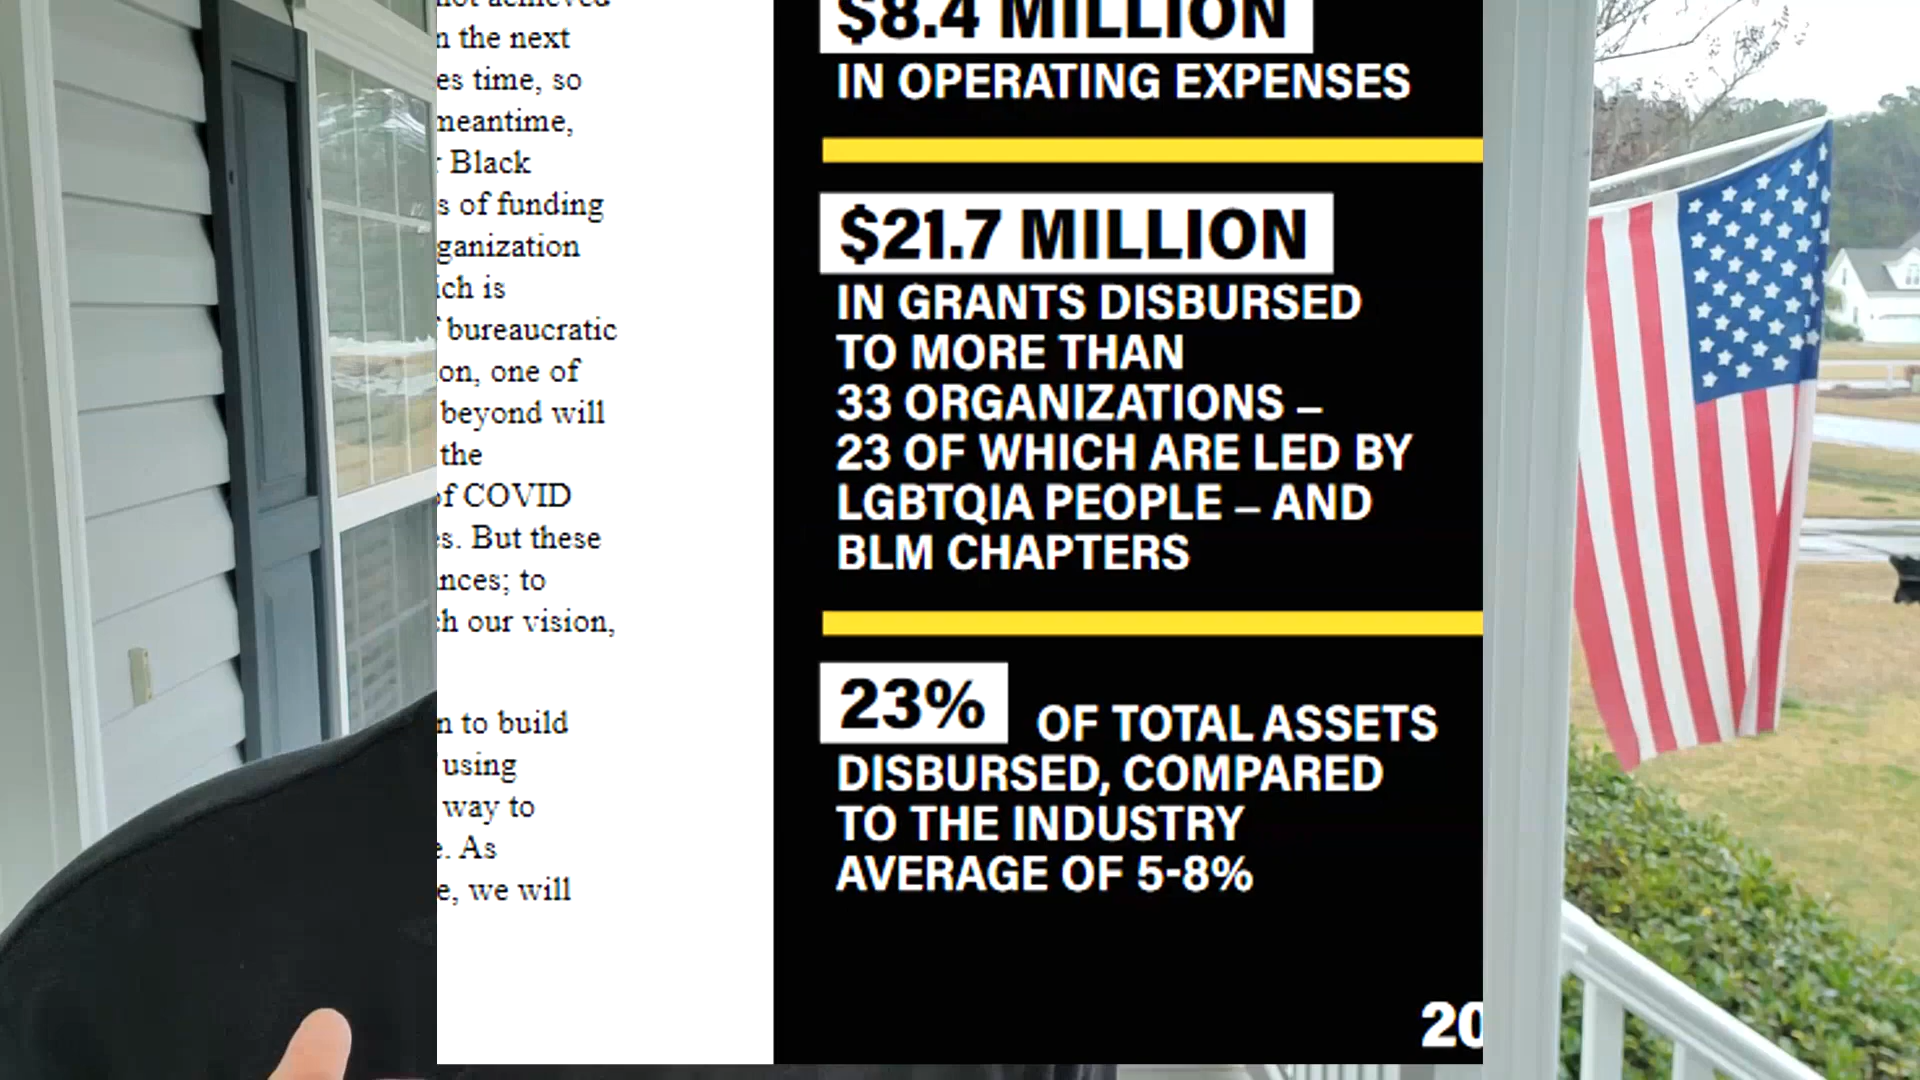 n the next
es time, so
meantime,
Black
s of funding
ganization
ich is
bureaucratic
on, one of
beyond will
the
of COVID
s. But these
nces; to
ch our vision,
n to build
using
way to
e. As
e, we will
$8.4 MILLION
IN OPERATING EXPENSES
$21.7 MILLION
IN GRANTS DISBURSED
TO MORE THAN
33 ORGANIZATIONS –
23 OF WHICH ARE LED BY
LGBTQIA PEOPLE – AND
BLM CHAPTERS
23% OF TOTAL ASSETS
DISBURSED, COMPARED
TO THE INDUSTRY
AVERAGE OF 5-8%
20